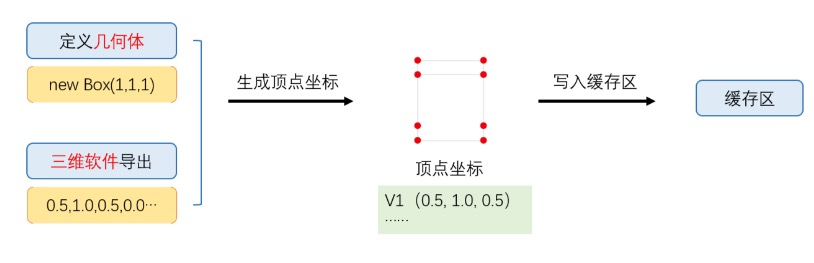 定义几何体
new Box(1,1,1)
三维软件导出
0.5,1.0,0.5,0.0…
生成顶点坐标
顶点坐标
V1（0.5, 1.0, 0.5）
……
写入缓存区
缓存区